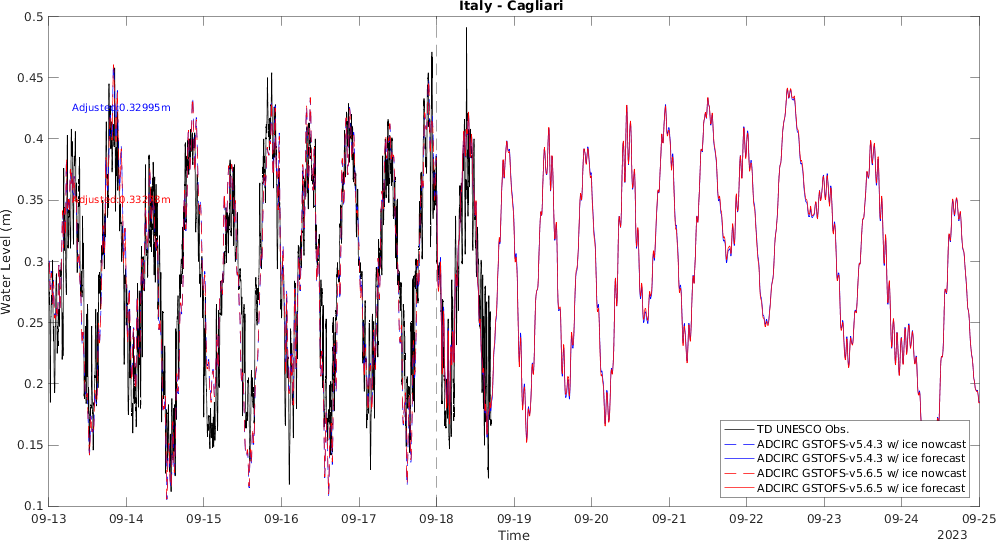 Italy - Cagliari
0.5
0.45
0.4
0.35
0.3
0.25
0.2
0.15
0.1
Water Level (m)
Adjusted:0.32995m
09-13 09-14 09-15 09-16 09-17 09-18 09-19 09-20 09-21 09-22 09-23 09-24 09-25
Time
2023
TD UNESCO Obs.
ADCIRC GSTOFS-v5.4.3 w/ ice nowcast
ADCIRC GSTOFS-v5.4.3 w/ ice forecast
ADCIRC GSTOFS-v5.6.5 w/ ice nowcast
ADCIRC GSTOFS-v5.6.5 w/ ice forecast